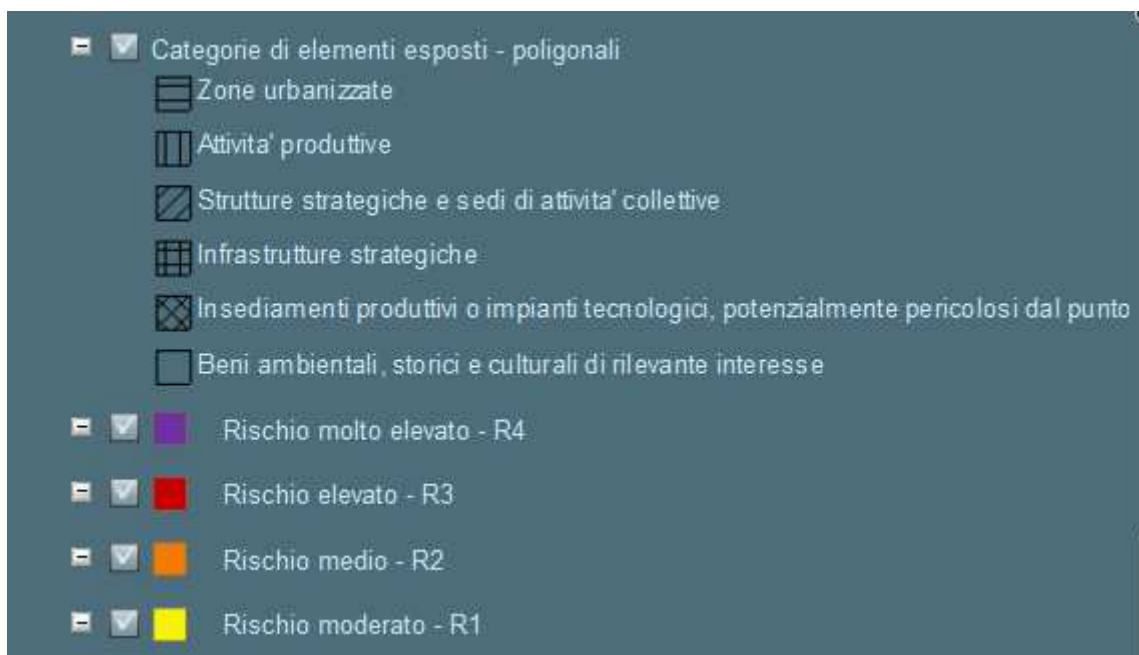 Categorie di elementi esposti - poligonali
Zone urbanizzate
Attivita' produttive
Strutture strategiche e sedi di attivita' collettive
Infrastrutture strategiche
Insediamenti produttivi o impianti tecnologici, potenzialmente pericolosi dal punto
Beni ambientali, storici e culturali di rilevante interesse
Rischio molto elevato - R4
Rischio elevato - R3
Rischio medio - R2
Rischio moderato - R1